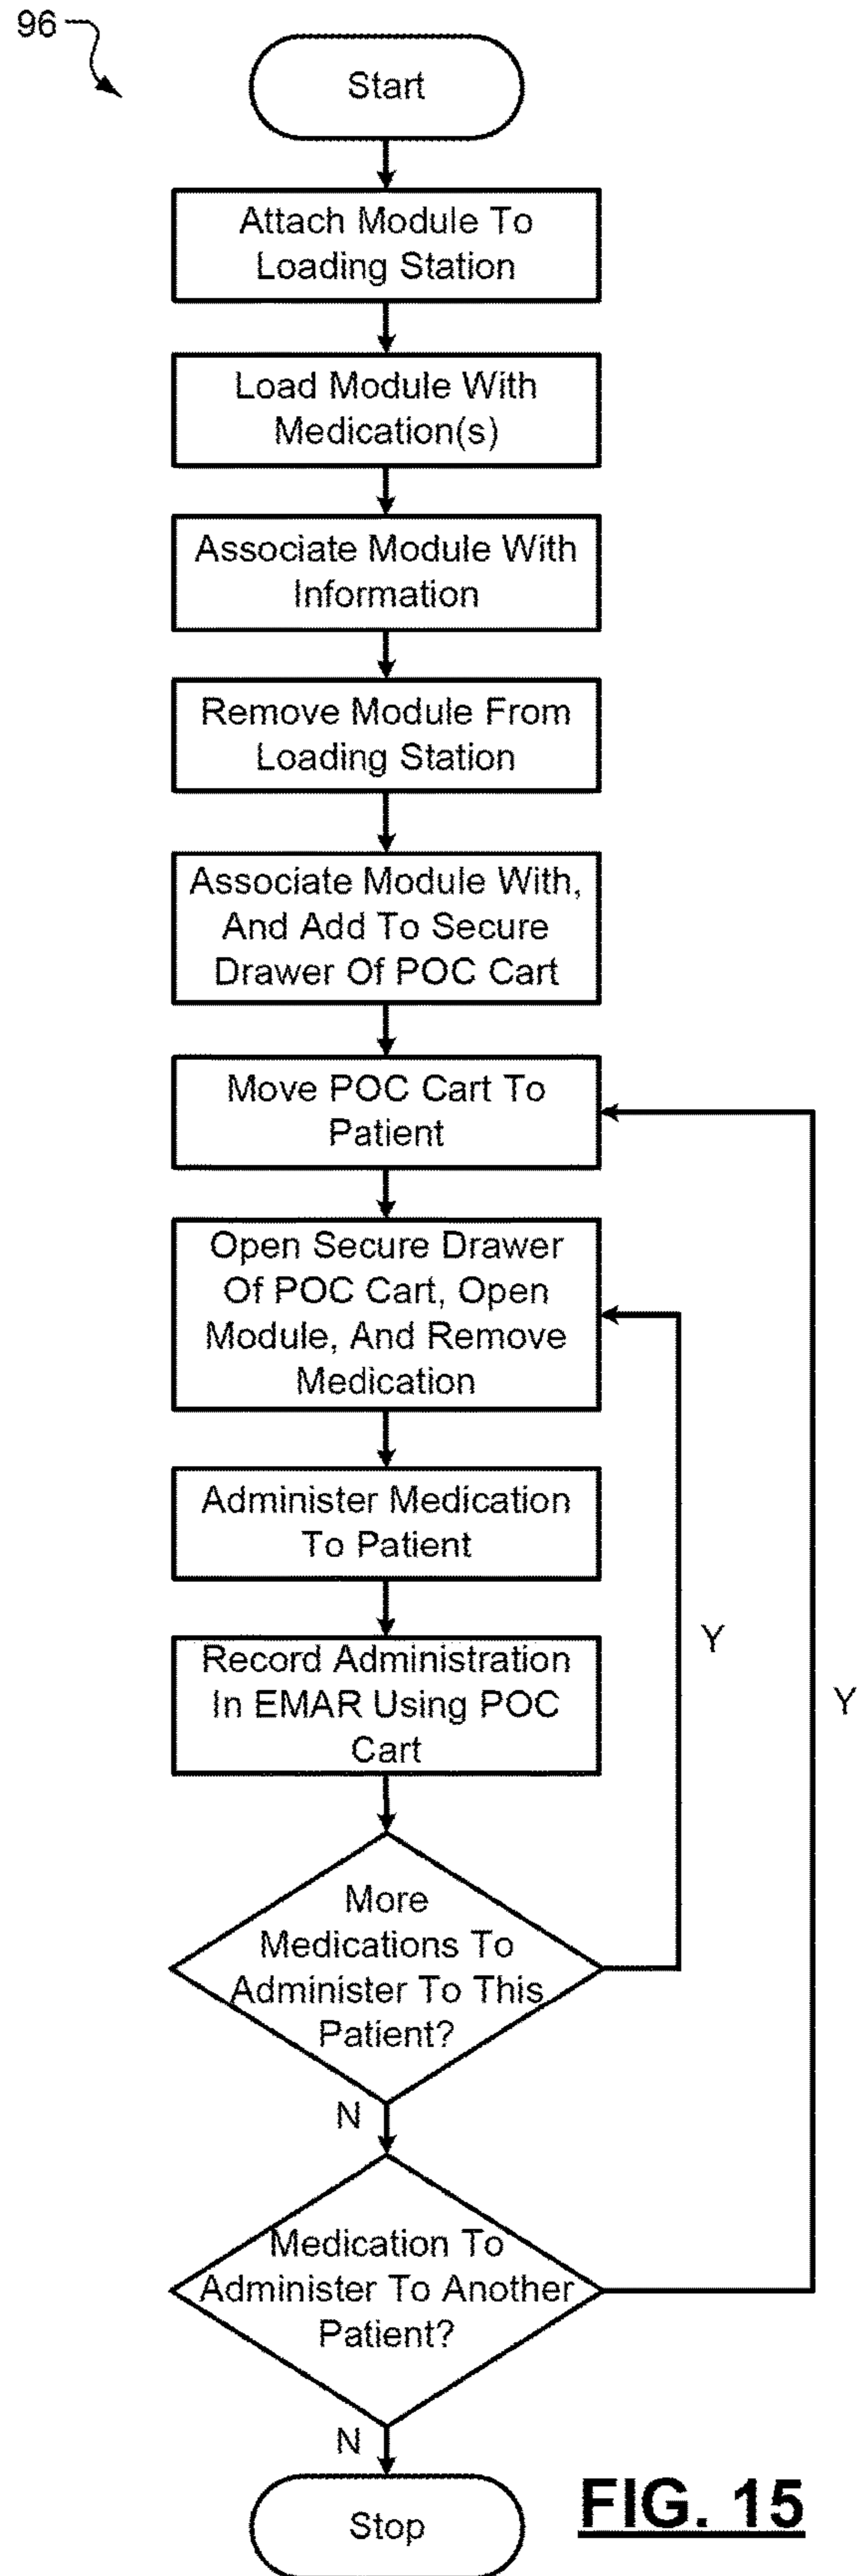 96
Start
Attach Module To
Loading Station
Load Module With
Medication(s)
Associate Module With
Information
Remove Module From
Loading Station
Associate Module With,
And Add To Secure
Drawer Of POC Cart
Move POC Cart To
Patient
Open Secure Drawer
Of POC Cart, Open
Module, And Remove
Medication
Administer Medication
To Patient
Record Administration
In EMAR Using POC
Cart
Y
Y
More
Medications To
Administer To This
Patient?
N
Medication To
Administer To Another
Patient?
N
Stop
FIG. 15